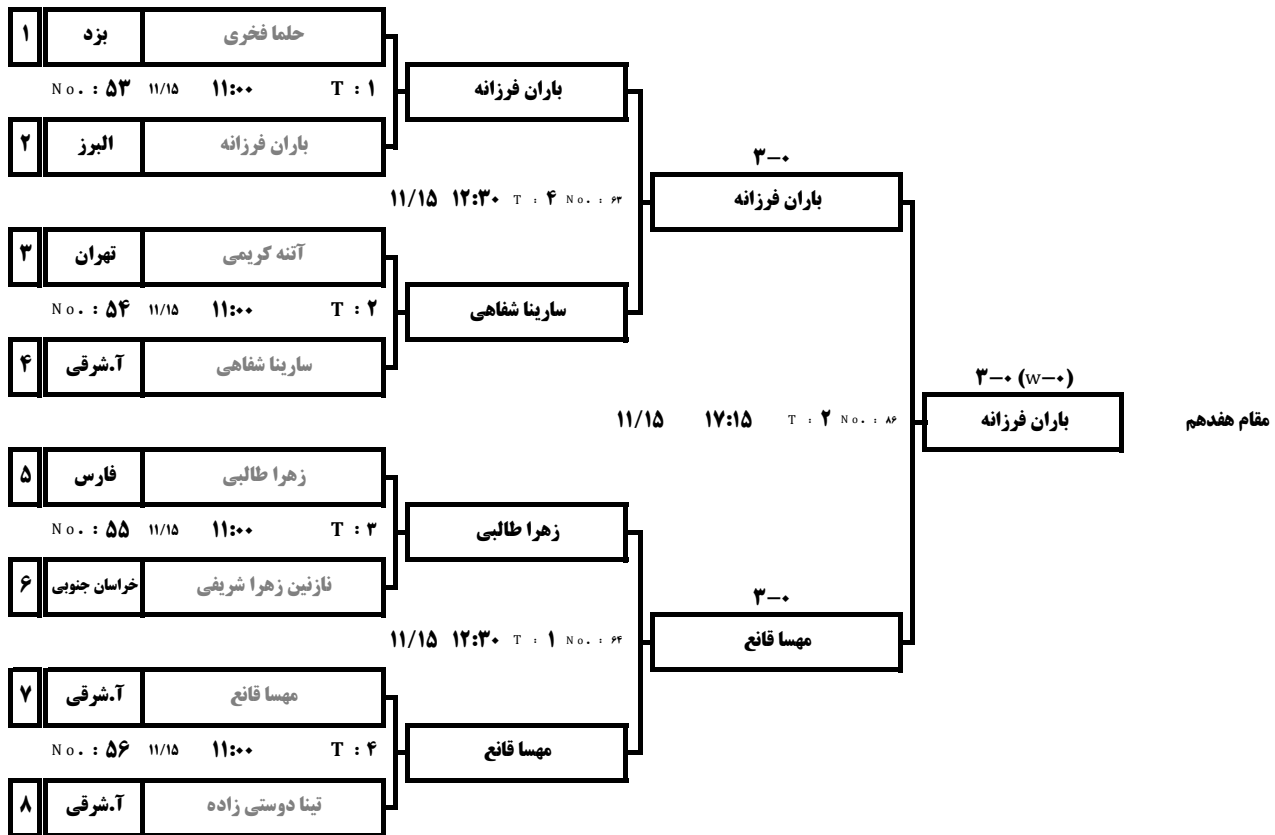 ۱ یزد حلما فخری
No. : ۵۳ ۱۱/۱۵ ۱۱:۰۰ T : ۱
باران فرزانه
۲ البرز باران فرزانه
۳–۰
۱۱/۱۵ ۱۲:۳۰ T : ۴ No. : ۶۳
باران فرزانه
۳ تهران آتنه کریمی
No. : ۵۴ ۱۱/۱۵ ۱۱:۰۰ T : ۲
سارینا شفاهی
۴ آ.شرقی سارینا شفاهی
۳–۰ (w–۰)
۱۱/۱۵ ۱۷:۱۵ T : ۲ No. : ۸۶
باران فرزانه
مقام هفدهم
۵ فارس زهرا طالبی
No. : ۵۵ ۱۱/۱۵ ۱۱:۰۰ T : ۳
زهرا طالبی
۶ خراسان جنوبی نازنین زهرا شریفی
۳–۰
۱۱/۱۵ ۱۲:۳۰ T : ۱ No. : ۶۴
مهسا قانع
۷ آ.شرقی مهسا قانع
No. : ۵۶ ۱۱/۱۵ ۱۱:۰۰ T : ۴
مهسا قانع
۸ آ.شرقی تینا دوستی زاده